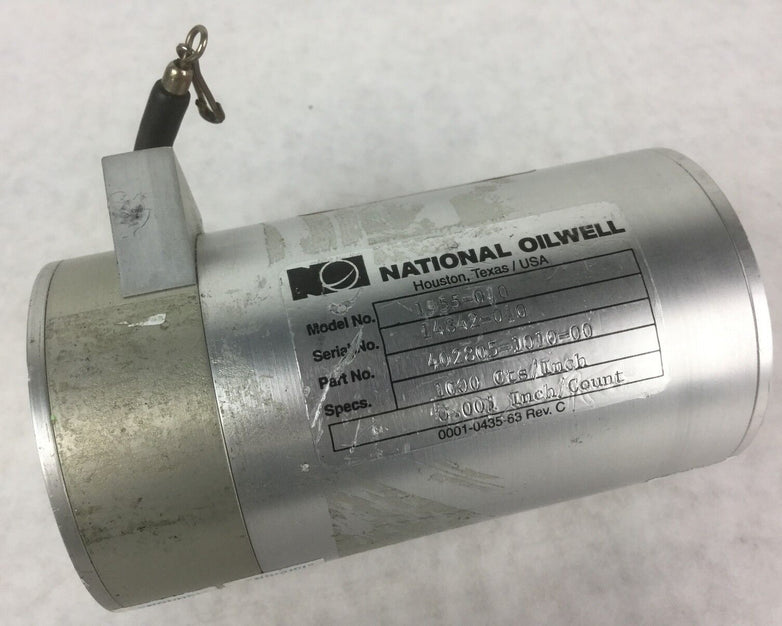 NATIONAL OILWELL
Houston, Texas / USA
Model No. 1955-010
Serial No. 14842-010
Part No. 402805-1010-00
Specs. 1000 Cts/Inch
0.001 Inch/Count
0001-0435-63 Rev. C